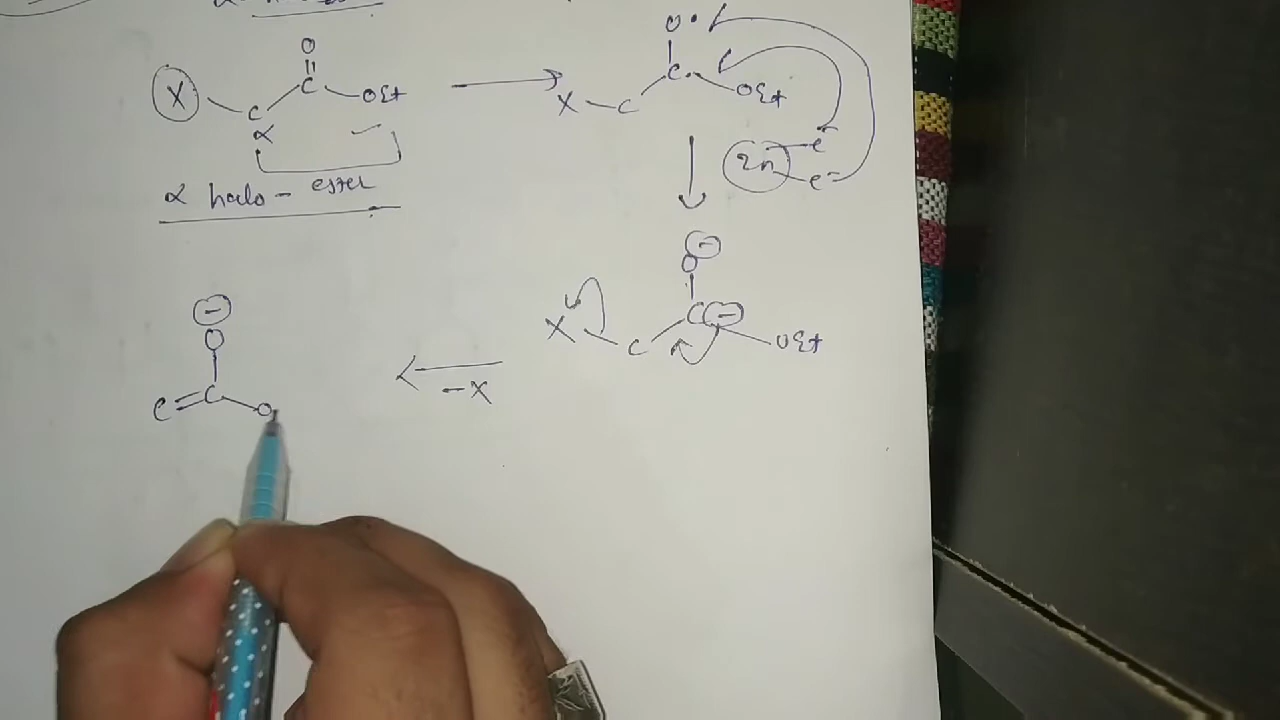 O
||
X C OEt
C
α
α halo - ester
O•
C•
X - C OEt
Zn e⁻
e⁻
⊖
O
X C ⊖
C OEt
- X
⊖
O
C = C O